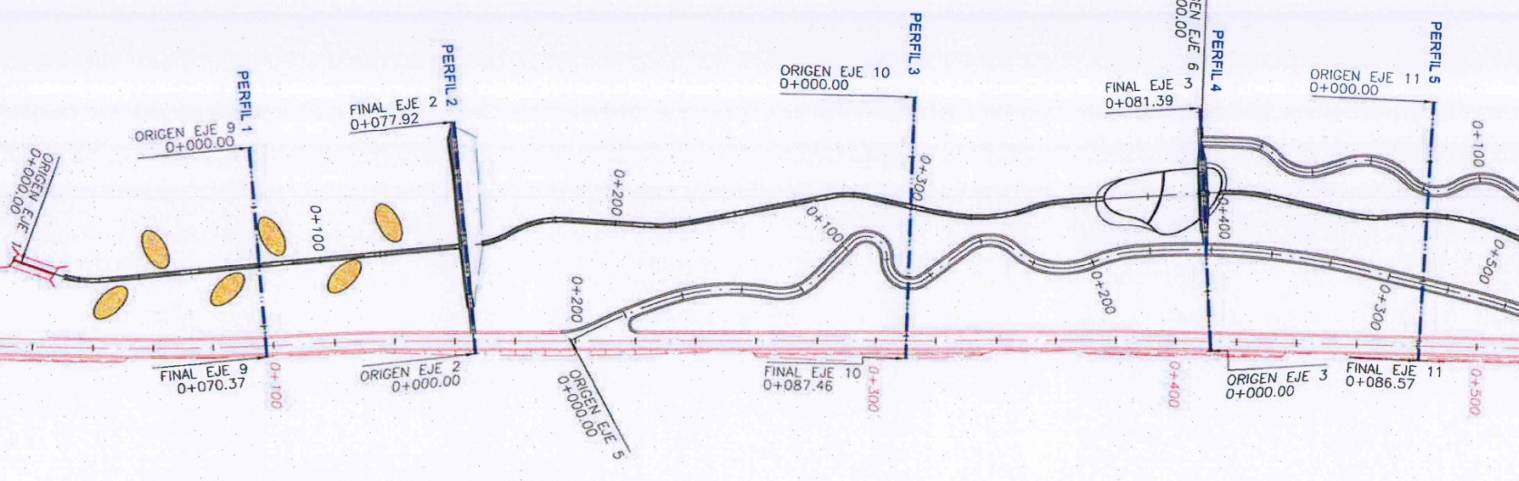 ORIGEN EJE 1
0+000.00
ORIGEN EJE 9
0+000.00
PERFIL 1
0+100
FINAL EJE 9
0+070.37
0+100
FINAL EJE 2
0+077.92
PERFIL 2
ORIGEN EJE 2
0+000.00
0+200
0+200
ORIGEN EJE 5
0+000.00
ORIGEN EJE 10
0+000.00
PERFIL 3
0+300
0+100
FINAL EJE 10
0+087.46
0+300
FINAL EJE 3
0+081.39
EJE 6
00.00
PERFIL 4
0+400
0+200
0+400
ORIGEN EJE 3
0+000.00
ORIGEN EJE 11
0+000.00
PERFIL 5
0+100
0+500
0+300
FINAL EJE 11
0+086.57
0+500